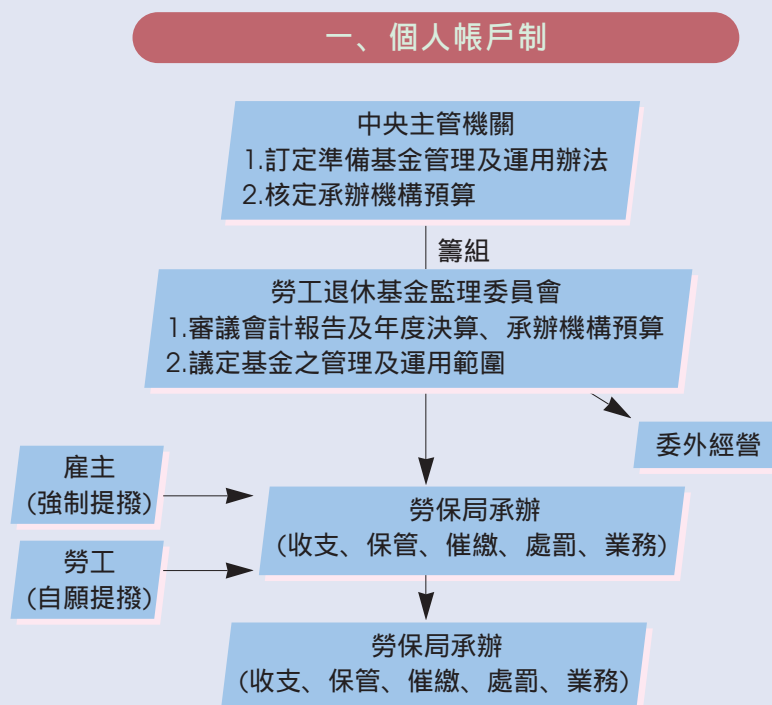 一、個人帳戶制
中央主管機關
1.訂定準備基金管理及運用辦法
2.核定承辦機構預算
籌組
勞工退休基金監理委員會
1.審議會計報告及年度決算、承辦機構預算
2.議定基金之管理及運用範圍
委外經營
雇主
(強制提撥)
勞保局承辦
(收支、保管、催繳、處罰、業務)
勞工
(自願提撥)
勞保局承辦
(收支、保管、催繳、處罰、業務)